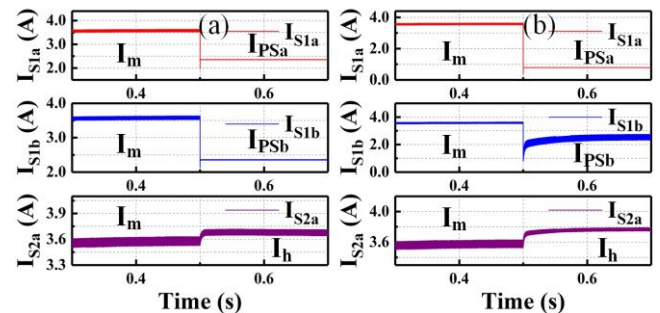 (a)
I_S1a (A)
4.0
3.0
2.0
I_m
I_PSa
I_S1a
0.4
0.6
I_S1b (A)
4.0
3.0
2.0
I_m
I_PSb
I_S1b
0.4
0.6
I_S2a (A)
3.9
3.6
3.3
I_m
I_h
I_S2a
0.4
0.6
Time (s)
(b)
I_S1a (A)
4.0
2.0
0.0
I_m
I_PSa
I_S1a
0.4
0.6
I_S1b (A)
4.0
2.0
0.0
I_m
I_PSb
I_S1b
0.4
0.6
I_S2a (A)
4.0
3.6
I_m
I_h
I_S2a
0.4
0.6
Time (s)